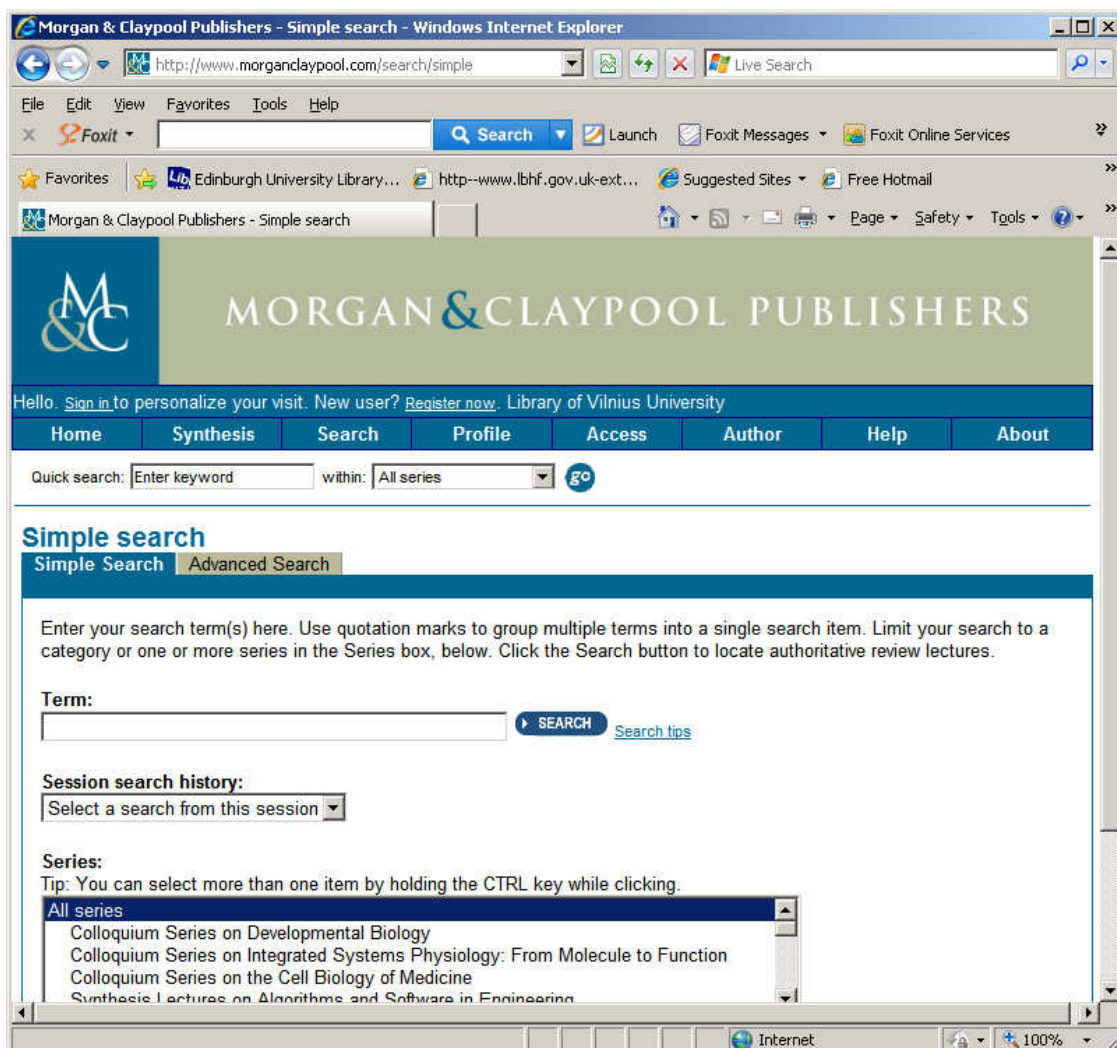 Morgan & Claypool Publishers - Simple search - Windows Internet Explorer
http://www.morganclaypool.com/search/simple Live Search
File Edit View Favorites Tools Help
Foxit Search Launch Foxit Messages Foxit Online Services
Favorites Lib Edinburgh University Library... http--www.lbhf.gov.uk-ext... Suggested Sites Free Hotmail
Morgan & Claypool Publishers - Simple search Page Safety Tools
M&C MORGAN&CLAYPOOL PUBLISHERS
Hello. Sign in to personalize your visit. New user? Register now. Library of Vilnius University
Home Synthesis Search Profile Access Author Help About
Quick search: Enter keyword within: All series go
Simple search
Simple Search Advanced Search
Enter your search term(s) here. Use quotation marks to group multiple terms into a single search item. Limit your search to a
category or one or more series in the Series box, below. Click the Search button to locate authoritative review lectures.
Term:
SEARCH Search tips
Session search history:
Select a search from this session
Series:
Tip: You can select more than one item by holding the CTRL key while clicking.
All series
Colloquium Series on Developmental Biology
Colloquium Series on Integrated Systems Physiology: From Molecule to Function
Colloquium Series on the Cell Biology of Medicine
Synthesis Lectures on Algorithms and Software in Engineering
Internet 100%